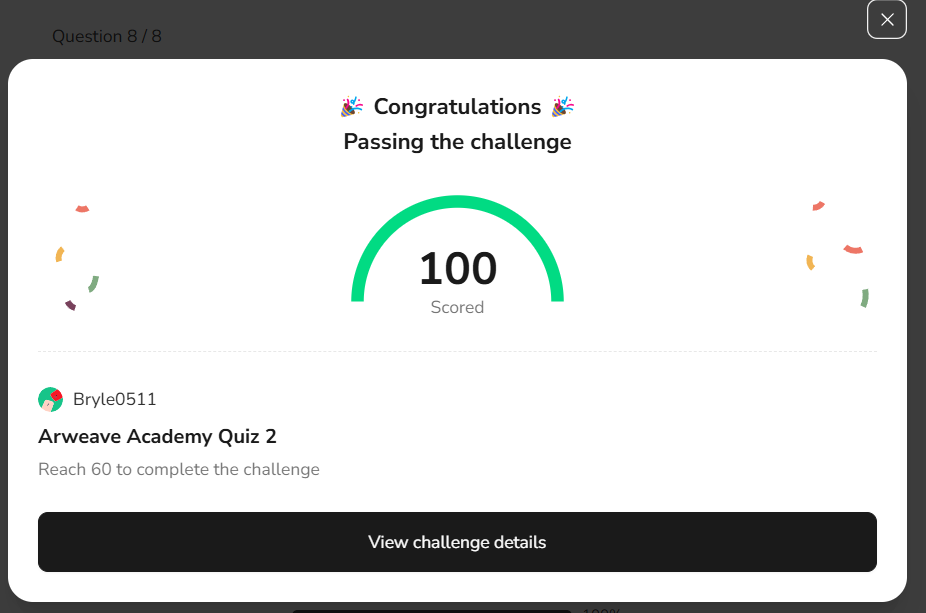 Question 8 / 8
Congratulations
Passing the challenge
100
Scored
Bryle0511
Arweave Academy Quiz 2
Reach 60 to complete the challenge
View challenge details
100%